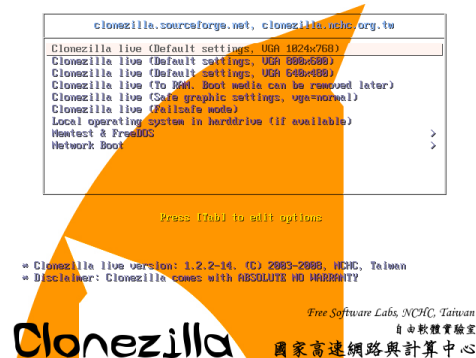 clonezilla.sourceforge.net, clonezilla.nchc.org.tw
Clonezilla live (Default settings, VGA 1024x768)
Clonezilla live (Default settings, VGA 800x600)
Clonezilla live (Default settings, VGA 640x480)
Clonezilla live (To RAM. Boot media can be removed later)
Clonezilla live (Safe graphic settings, vga=normal)
Clonezilla live (Failsafe mode)
Local operating system in harddrive (if available)
Memtest & FreeDOS >
Network Boot >
Press [Tab] to edit options
* Clonezilla live version: 1.2.2-14. (C) 2003-2008, NCHC, Taiwan
* Disclaimer: Clonezilla comes with ABSOLUTE NO WARRANTY
Free Software Labs, NCHC, Taiwan
自由軟體實驗室
Clonezilla
國家高速網路與計算中心